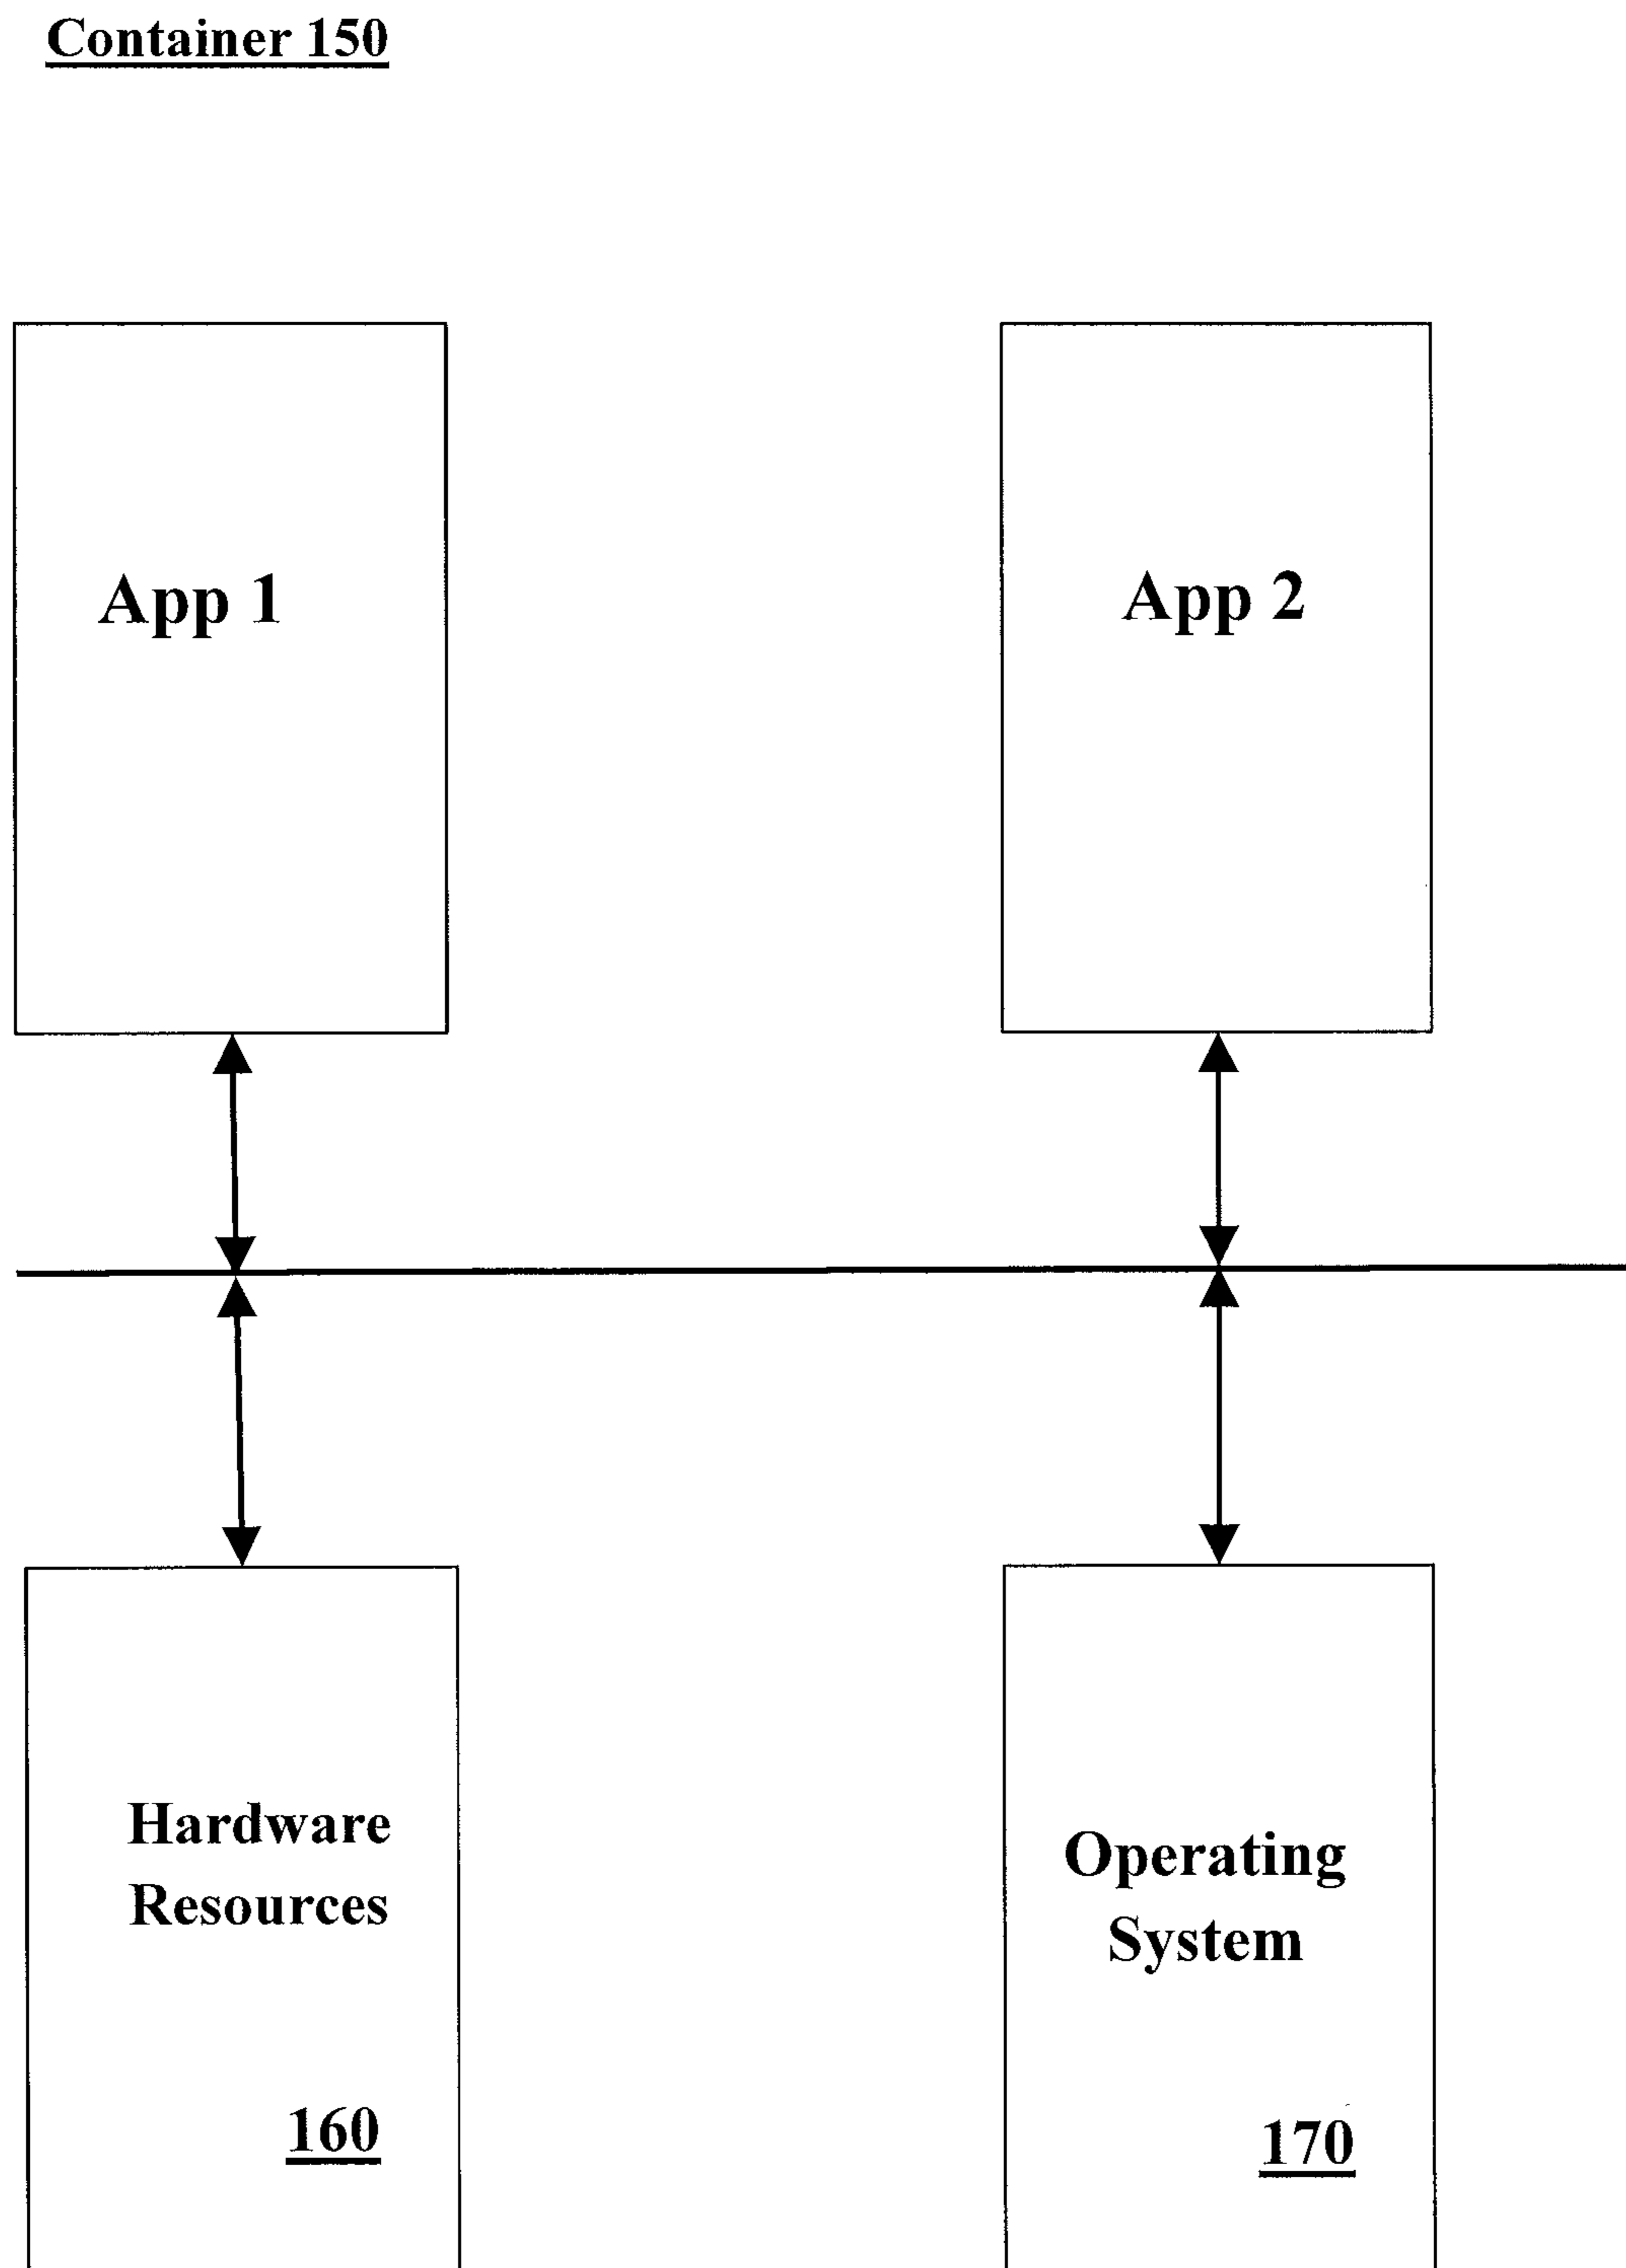 Container 150
App 1
App 2
Hardware
Resources
160
Operating
System
170